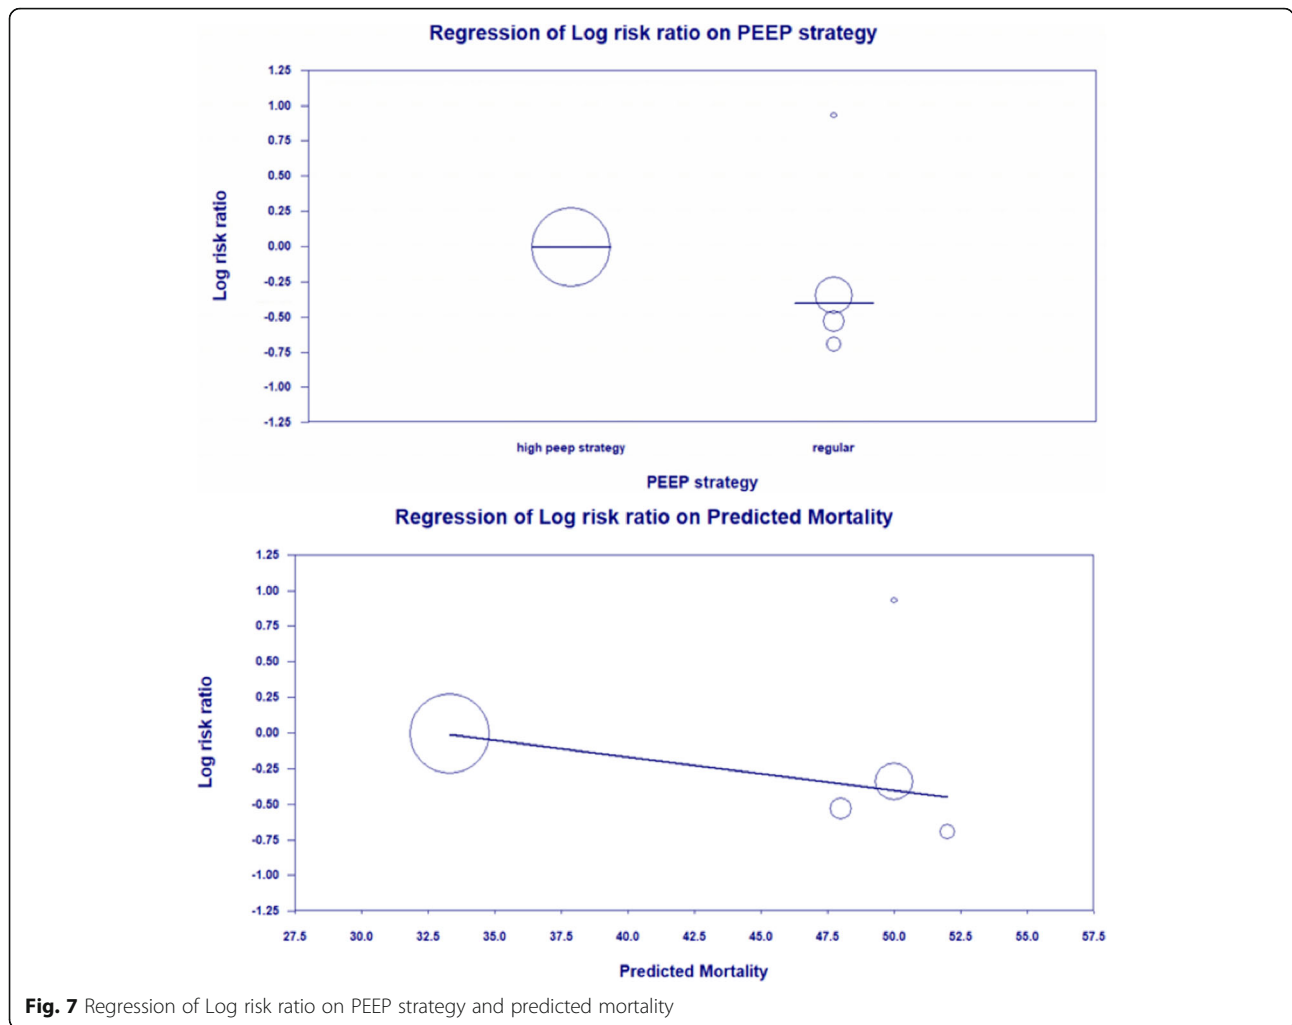 Regression of Log risk ratio on PEEP strategy
1.25
1.00
0.75
0.50
0.25
0.00
-0.25
-0.50
-0.75
-1.00
-1.25
Log risk ratio
high peep strategy regular
PEEP strategy
Regression of Log risk ratio on Predicted Mortality
1.25
1.00
0.75
0.50
0.25
0.00
-0.25
-0.50
-0.75
-1.00
-1.25
Log risk ratio
27.5 30.0 32.5 35.0 37.5 40.0 42.5 45.0 47.5 50.0 52.5 55.0 57.5
Predicted Mortality
Fig. 7 Regression of Log risk ratio on PEEP strategy and predicted mortality